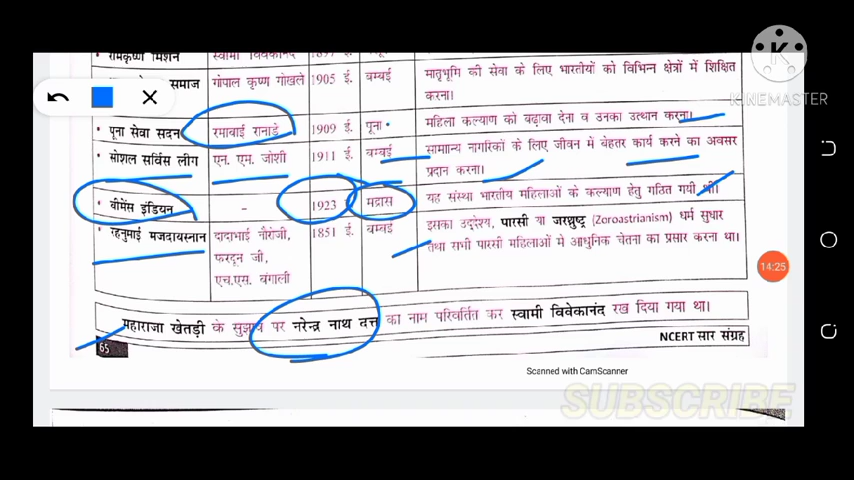 KINEMASTER
रामकृष्ण मिशन स्वामी विवेकानंद 1897
समाज गोपाल कृष्ण गोखले 1905 ई. बम्बई मातृभूमि की सेवा के लिए भारतीयों को विभिन्न क्षेत्रों में शिक्षित
करना।
• पूना सेवा सदन रमाबाई रानाडे 1909 ई. पूना महिला कल्याण को बढ़ावा देना व उनका उत्थान करना।
• सोशल सर्विस लीग एन. एम. जोशी 1911 ई. बम्बई सामान्य नागरिकों के लिए जीवन में बेहतर कार्य करने का अवसर
प्रदान करना।
• वीमेंस इंडियन - 1923 मद्रास यह संस्था भारतीय महिलाओं के कल्याण हेतु गठित गयी थी।
• रहनुमाई मजदायस्नान दादाभाई नौरोजी, 1851 ई. बम्बई इसका उद्देश्य, पारसी या जरथ्रुष्ट्र (Zoroastrianism) धर्म सुधार
फरदून जी, तथा सभी पारसी महिलाओं में आधुनिक चेतना का प्रसार करना था।
एच.एस. बंगाली
14:25
महाराजा खेतड़ी के सुझाव पर नरेन्द्र नाथ दत्त का नाम परिवर्तित कर स्वामी विवेकानंद रख दिया गया था।
65 NCERT सार संग्रह
Scanned with CamScanner
SUBSCRIBE